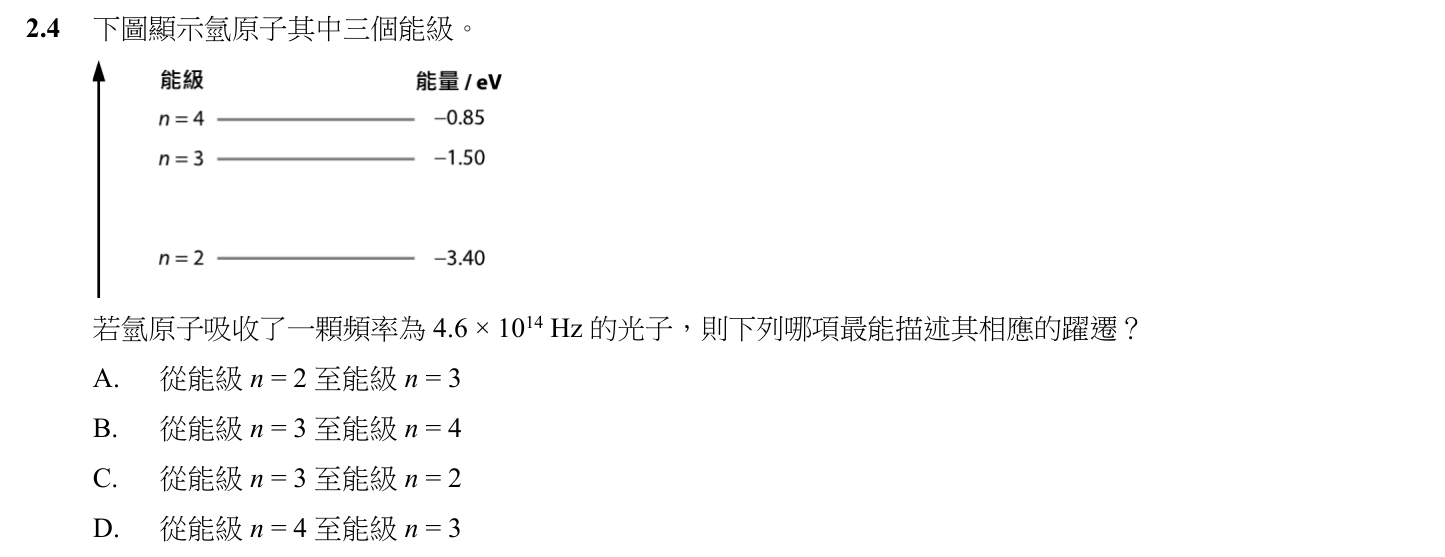 2.4 下圖顯示氫原子其中三個能級。
能級 能量 / eV
n = 4 −0.85
n = 3 −1.50
n = 2 −3.40
若氫原子吸收了一顆頻率為 4.6 × 10¹⁴ Hz 的光子，則下列哪項最能描述其相應的躍遷？
A. 從能級 n = 2 至能級 n = 3
B. 從能級 n = 3 至能級 n = 4
C. 從能級 n = 3 至能級 n = 2
D. 從能級 n = 4 至能級 n = 3